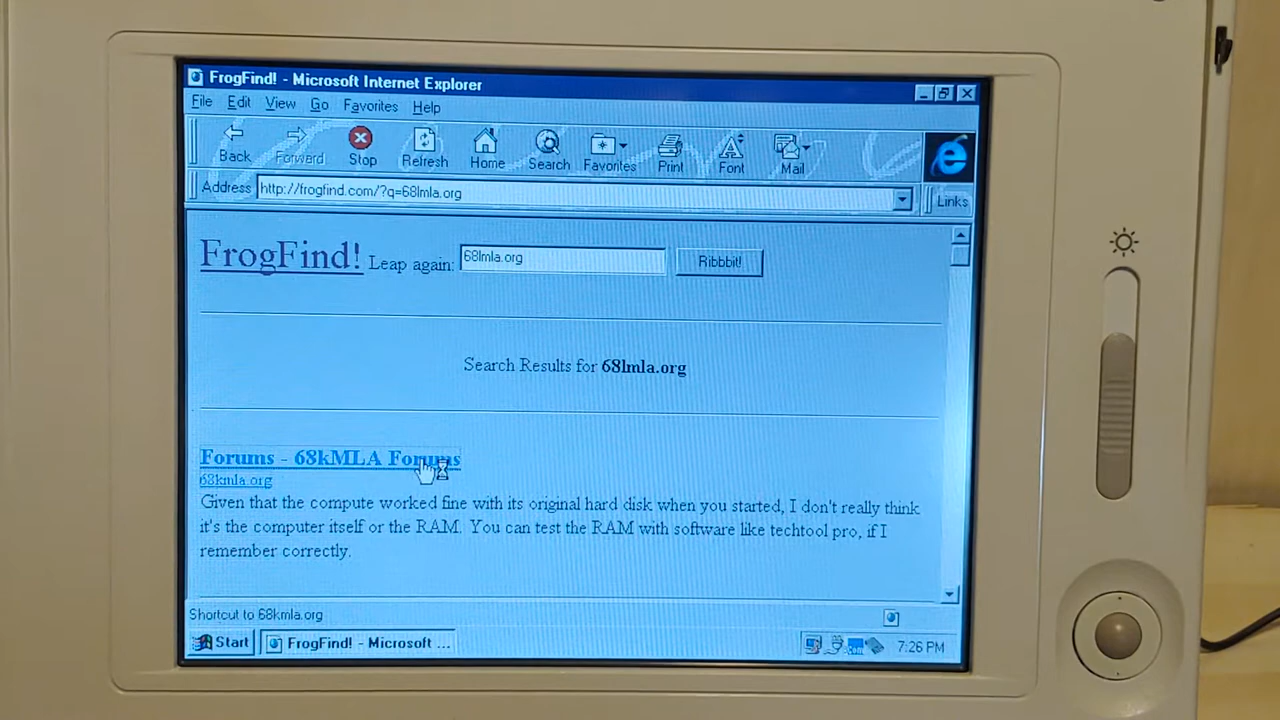 FrogFind! - Microsoft Internet Explorer
File Edit View Go Favorites Help
Back Forward Stop Refresh Home Search Favorites Print Font Mail
Address http://frogfind.com/?q=68lmla.org Links
FrogFind! Leap again: 68lmla.org Ribbbit!
Search Results for 68lmla.org
Forums - 68kMLA Forums
68kmla.org
Given that the compute worked fine with its original hard disk when you started, I don't really think
it's the computer itself or the RAM. You can test the RAM with software like techtool pro, if I
remember correctly.
Shortcut to 68kmla.org
Start FrogFind! - Microsoft ... Com 7:26 PM